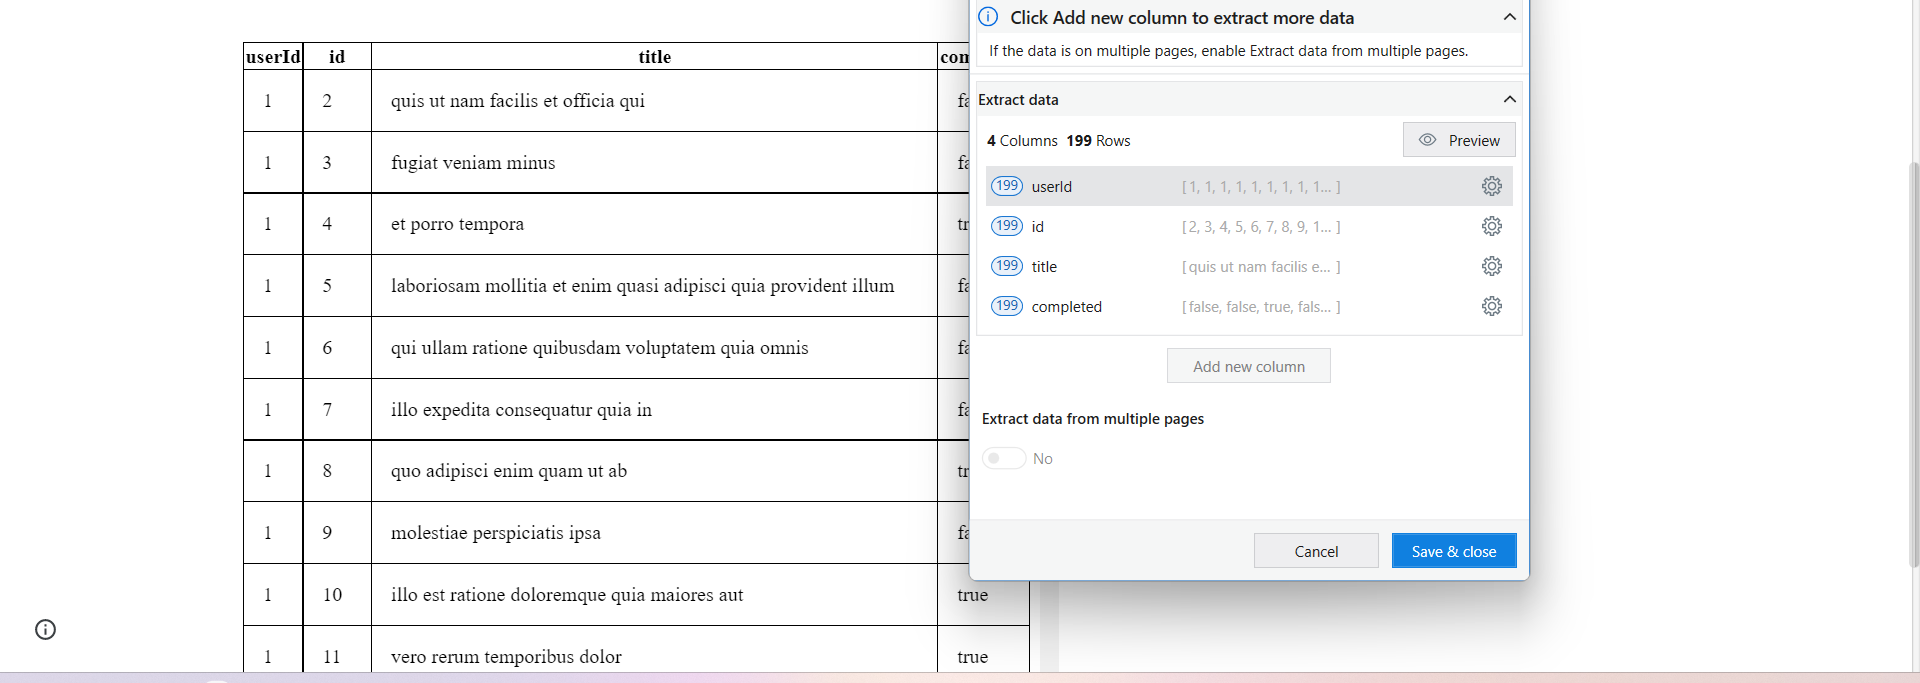 userId id title com
1 2 quis ut nam facilis et officia qui fa
1 3 fugiat veniam minus fa
1 4 et porro tempora tr
1 5 laboriosam mollitia et enim quasi adipisci quia provident illum fa
1 6 qui ullam ratione quibusdam voluptatem quia omnis fa
1 7 illo expedita consequatur quia in fa
1 8 quo adipisci enim quam ut ab tr
1 9 molestiae perspiciatis ipsa fa
1 10 illo est ratione doloremque quia maiores aut true
1 11 vero rerum temporibus dolor true
Click Add new column to extract more data
If the data is on multiple pages, enable Extract data from multiple pages.
Extract data
4 Columns 199 Rows Preview
199 userId [ 1, 1, 1, 1, 1, 1, 1, 1, 1... ]
199 id [ 2, 3, 4, 5, 6, 7, 8, 9, 1... ]
199 title [ quis ut nam facilis e... ]
199 completed [ false, false, true, fals... ]
Add new column
Extract data from multiple pages
No
Cancel Save & close